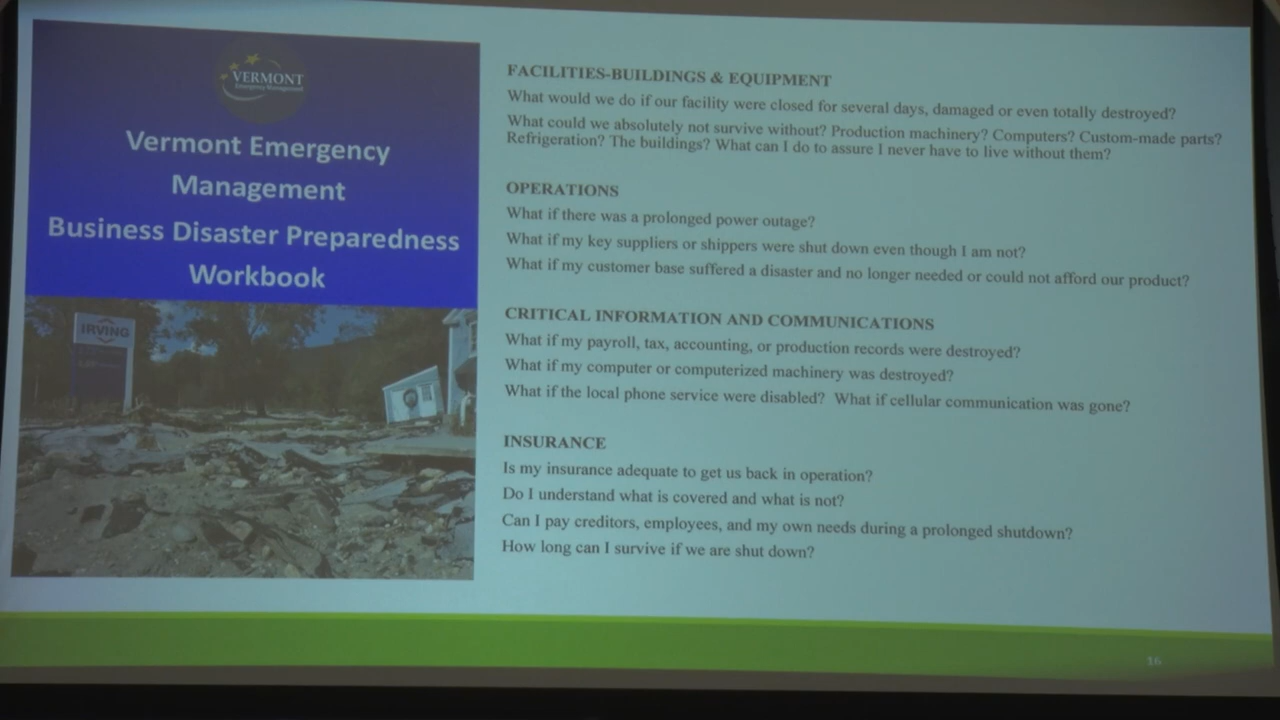 VERMONT
Emergency Management
Vermont Emergency
Management
Business Disaster Preparedness
Workbook
IRVING
FACILITIES-BUILDINGS & EQUIPMENT
What would we do if our facility were closed for several days, damaged or even totally destroyed?
What could we absolutely not survive without? Production machinery? Computers? Custom-made parts?
Refrigeration? The buildings? What can I do to assure I never have to live without them?
OPERATIONS
What if there was a prolonged power outage?
What if my key suppliers or shippers were shut down even though I am not?
What if my customer base suffered a disaster and no longer needed or could not afford our product?
CRITICAL INFORMATION AND COMMUNICATIONS
What if my payroll, tax, accounting, or production records were destroyed?
What if my computer or computerized machinery was destroyed?
What if the local phone service were disabled? What if cellular communication was gone?
INSURANCE
Is my insurance adequate to get us back in operation?
Do I understand what is covered and what is not?
Can I pay creditors, employees, and my own needs during a prolonged shutdown?
How long can I survive if we are shut down?
16